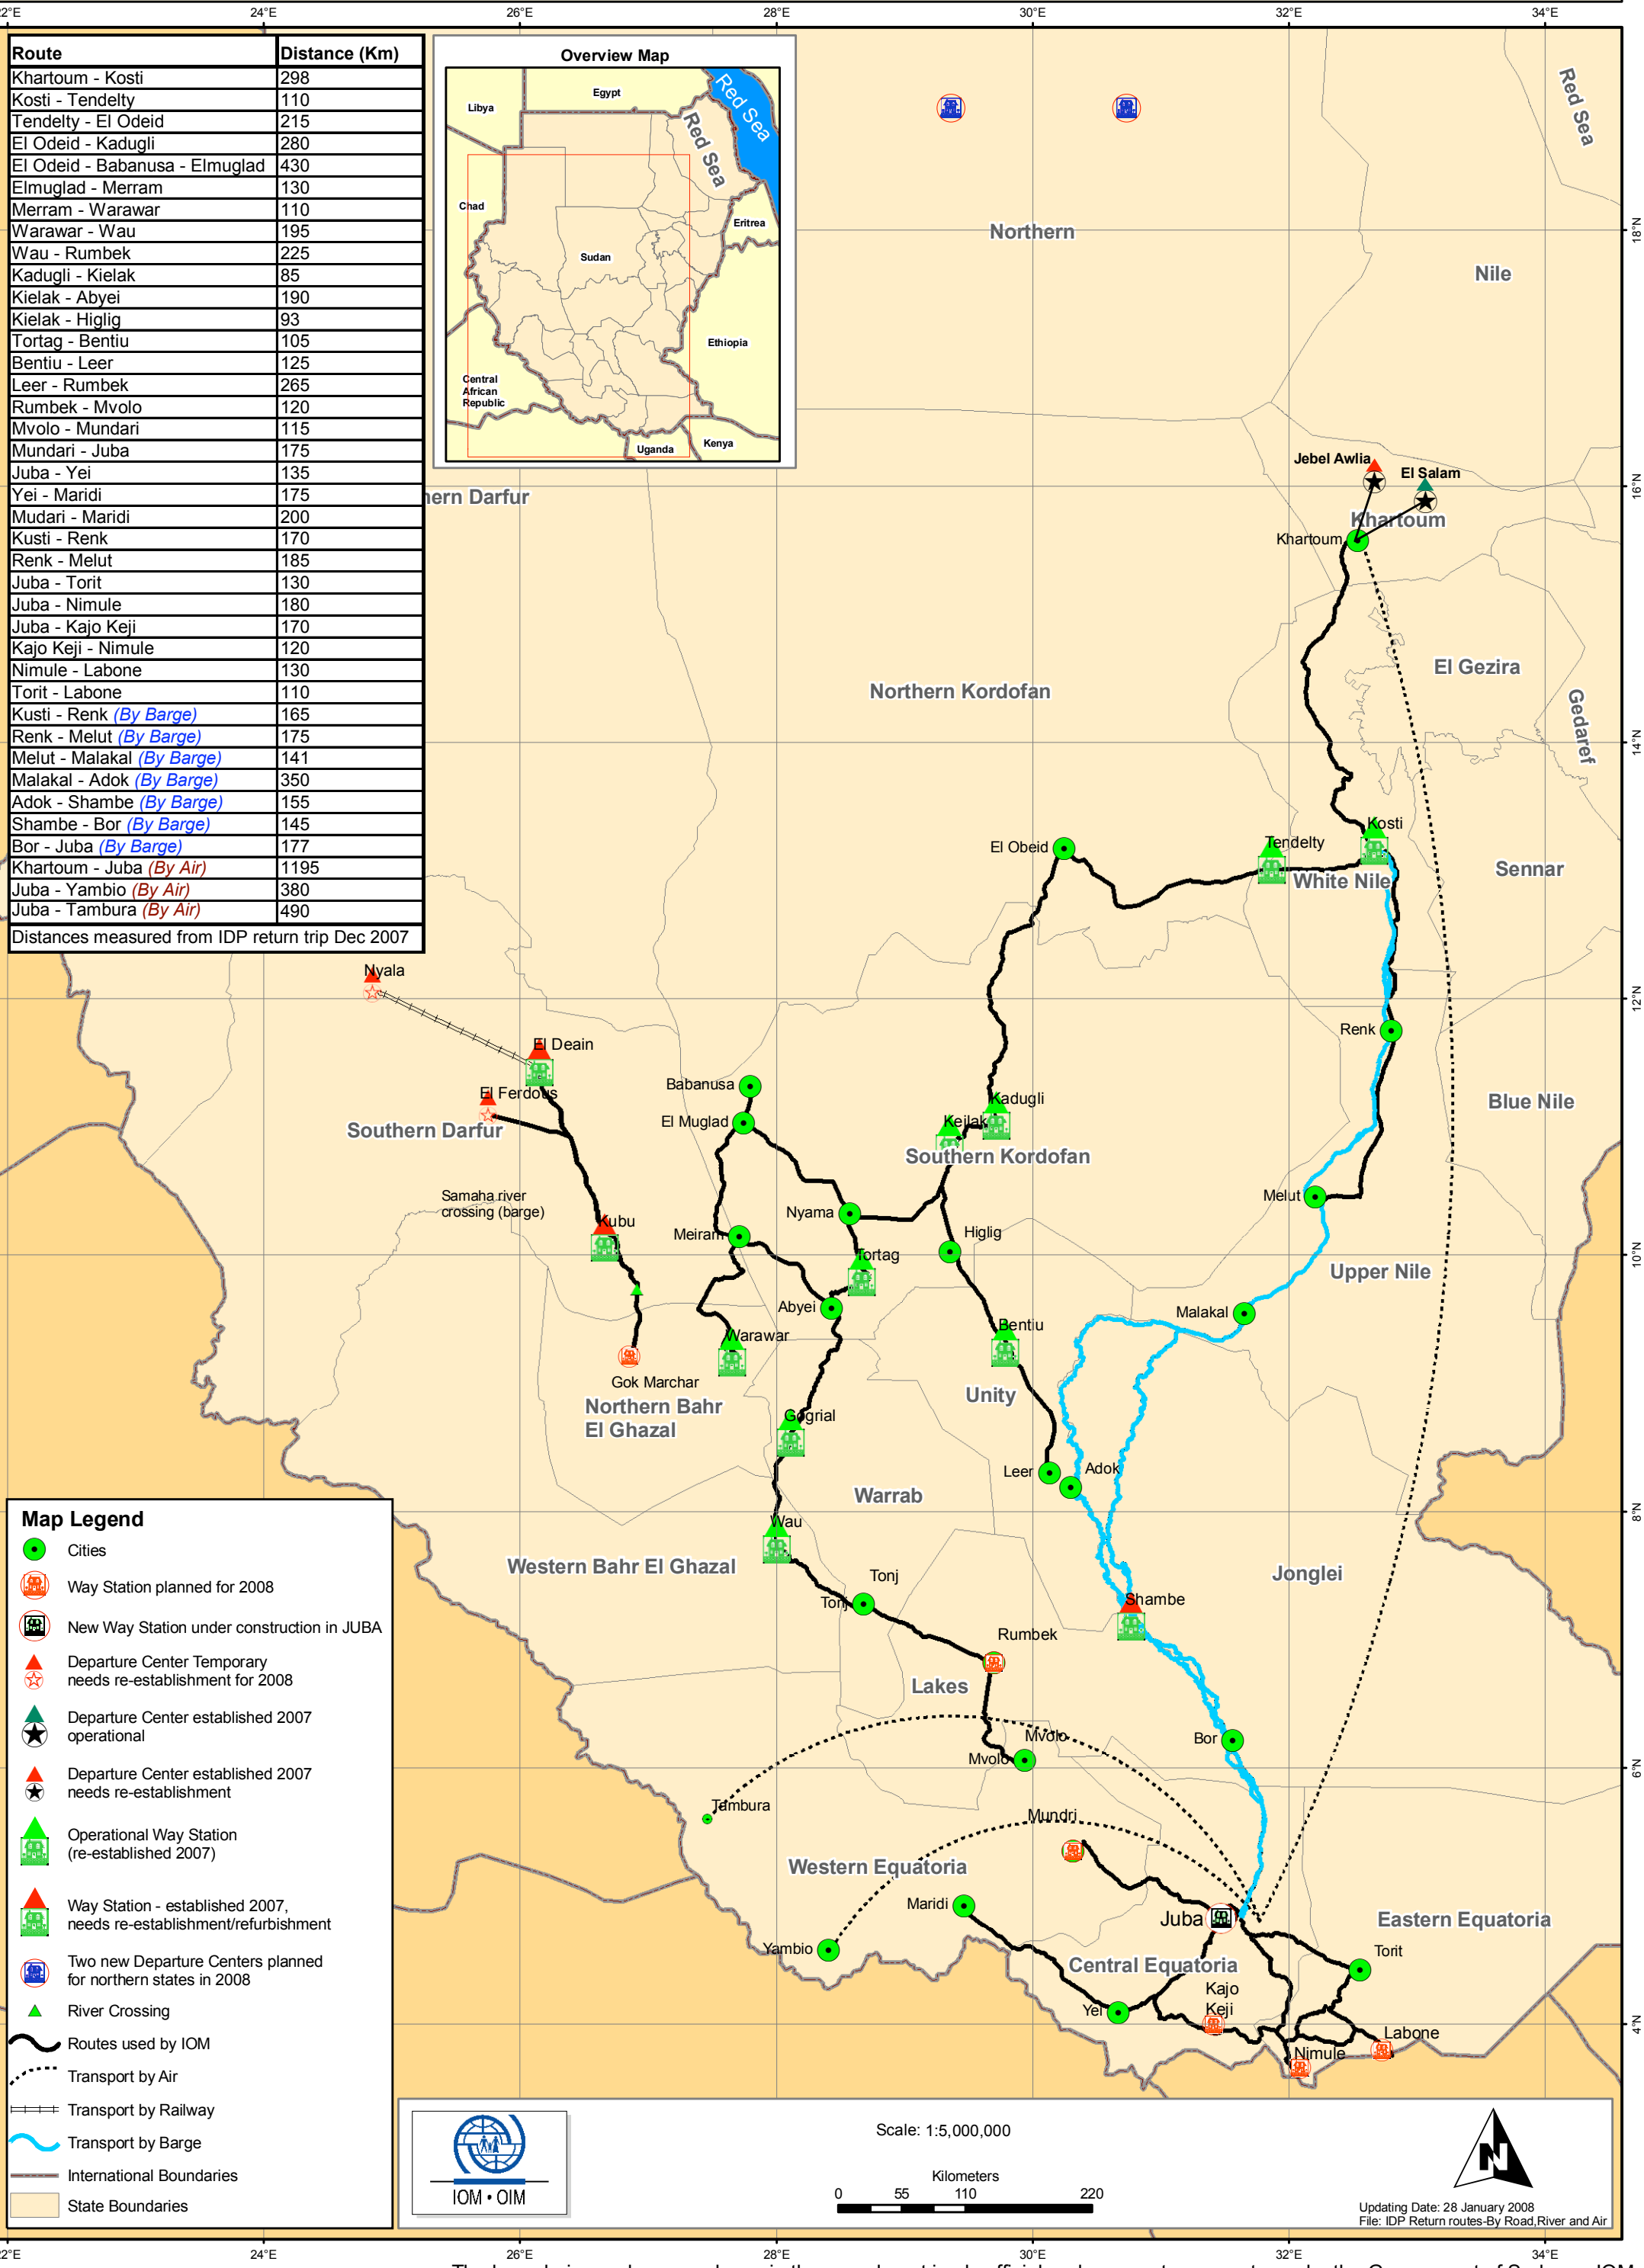 22°E 24°E 26°E 28°E 30°E 32°E 34°E
Route Distance (Km)
Khartoum - Kosti 298
Kosti - Tendelty 110
Tendelty - El Odeid 215
El Odeid - Kadugli 280
El Odeid - Babanusa - Elmuglad 430
Elmuglad - Merram 130
Merram - Warawar 110
Warawar - Wau 195
Wau - Rumbek 225
Kadugli - Kielak 85
Kielak - Abyei 190
Kielak - Higlig 93
Tortag - Bentiu 105
Bentiu - Leer 125
Leer - Rumbek 265
Rumbek - Mvolo 120
Mvolo - Mundari 115
Mundari - Juba 175
Juba - Yei 135
Yei - Maridi 175
Mudari - Maridi 200
Kusti - Renk 170
Renk - Melut 185
Juba - Torit 130
Juba - Nimule 180
Juba - Kajo Keji 170
Kajo Keji - Nimule 120
Nimule - Labone 130
Torit - Labone 110
Kusti - Renk (By Barge) 165
Renk - Melut (By Barge) 175
Melut - Malakal (By Barge) 141
Malakal - Adok (By Barge) 350
Adok - Shambe (By Barge) 155
Shambe - Bor (By Barge) 145
Bor - Juba (By Barge) 177
Khartoum - Juba (By Air) 1195
Juba - Yambio (By Air) 380
Juba - Tambura (By Air) 490
Distances measured from IDP return trip Dec 2007
Overview Map
Libya
Egypt
Red Sea
Red Sea
Chad
Eritrea
Sudan
Ethiopia
Central
African
Republic
Uganda
Kenya
Red Sea
Northern
18°N
Nile
Jebel Awlia
El Salam
16°N
hern Darfur
Khartoum
Khartoum
El Gezira
Northern Kordofan
Gedaref
14°N
Kosti
El Obeid
Tendelty
White Nile
Sennar
Nyala
12°N
Renk
El Deain
Babanusa
El Ferdous
Kadugli
Blue Nile
El Muglad
Keilak
Southern Darfur
Southern Kordofan
Samaha river
crossing (barge)
Melut
Nyama
Kubu
Meiram
Higlig
Tortag
10°N
Upper Nile
Abyei
Malakal
Warawar
Bentiu
Gok Marchar
Unity
Northern Bahr
El Ghazal
Gogrial
Leer
Adok
Warrab
8°N
Wau
Western Bahr El Ghazal
Jonglei
Tonj
Tonj
Shambe
Rumbek
Lakes
Mvolo
Bor
Mvolo
6°N
Tambura
Mundri
Western Equatoria
Maridi
Juba
Eastern Equatoria
Yambio
Torit
Central Equatoria
Kajo
Keji
Yei
4°N
Labone
Nimule
Map Legend
Cities
Way Station planned for 2008
New Way Station under construction in JUBA
Departure Center Temporary
needs re-establishment for 2008
Departure Center established 2007
operational
Departure Center established 2007
needs re-establishment
Operational Way Station
(re-established 2007)
Way Station - established 2007,
needs re-establishment/refurbishment
Two new Departure Centers planned
for northern states in 2008
River Crossing
Routes used by IOM
Transport by Air
Transport by Railway
Transport by Barge
International Boundaries
State Boundaries
IOM • OIM
Scale: 1:5,000,000
Kilometers
0 55 110 220
N
Updating Date: 28 January 2008
File: IDP Return routes-By Road,River and Air
22°E 24°E 26°E 28°E 30°E 32°E 34°E